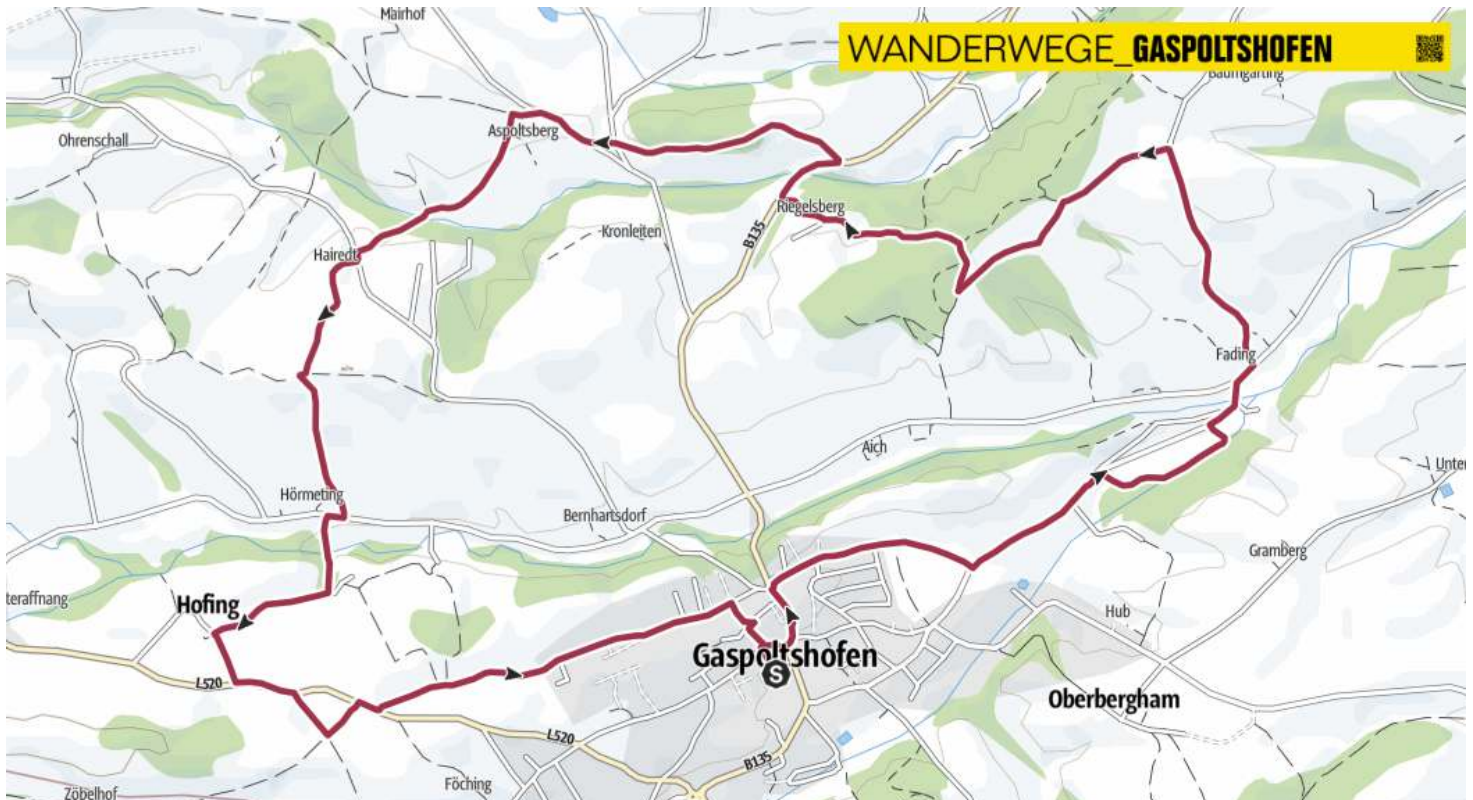 Mairhof
WANDERWEGE_GASPOLTSHOFEN
Baumgarting
Aspoltsberg
Ohrenschall
Riegelsberg
Kronleiten
B135
Hairedt
Fading
Aich
Unter
Hörmeting
Bernhartsdorf
Gramberg
teraffnang
Hofing
Hub
Gaspoltshofen
S
L520
Oberbergham
L520
B135
Föching
Zöbelhof